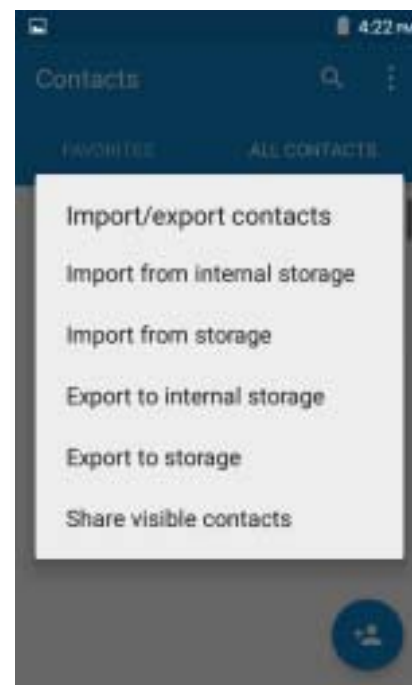 4:22 PM
Contacts
FAVORITES
ALL CONTACTS
Import/export contacts
Import from internal storage
Import from storage
Export to internal storage
Export to storage
Share visible contacts